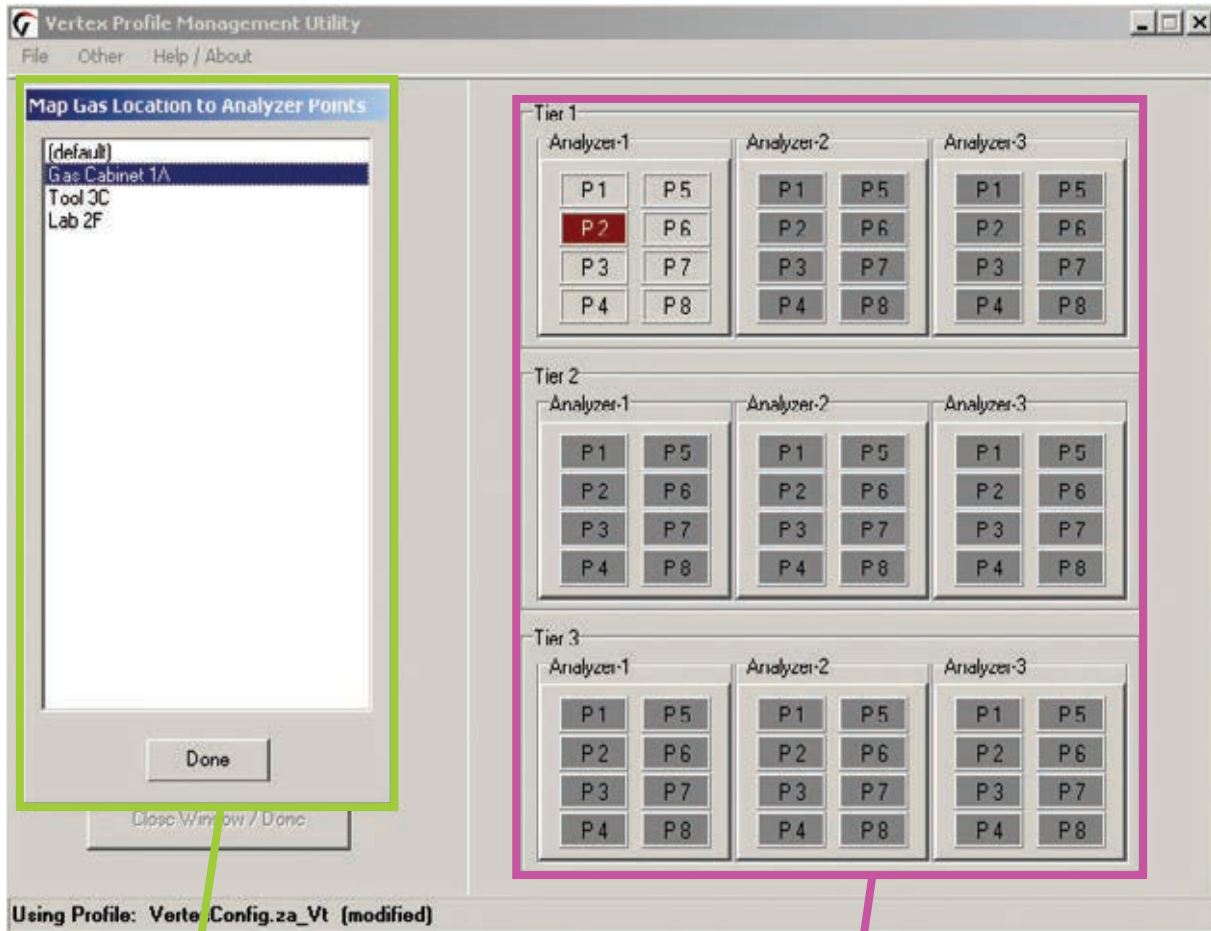 Vertex Profile Management Utility
File Other Help / About
Map Gas Location to Analyzer Points
(default)
Gas Cabinet 1A
Tool 3C
Lab 2F
Done
Close Window / Done
Tier 1
Analyzer-1 Analyzer-2 Analyzer-3
P1 P5 P1 P5 P1 P5
P2 P6 P2 P6 P2 P6
P3 P7 P3 P7 P3 P7
P4 P8 P4 P8 P4 P8
Tier 2
Analyzer-1 Analyzer-2 Analyzer-3
P1 P5 P1 P5 P1 P5
P2 P6 P2 P6 P2 P6
P3 P7 P3 P7 P3 P7
P4 P8 P4 P8 P4 P8
Tier 3
Analyzer-1 Analyzer-2 Analyzer-3
P1 P5 P1 P5 P1 P5
P2 P6 P2 P6 P2 P6
P3 P7 P3 P7 P3 P7
P4 P8 P4 P8 P4 P8
Using Profile: VertexConfig.za_Vt (modified)